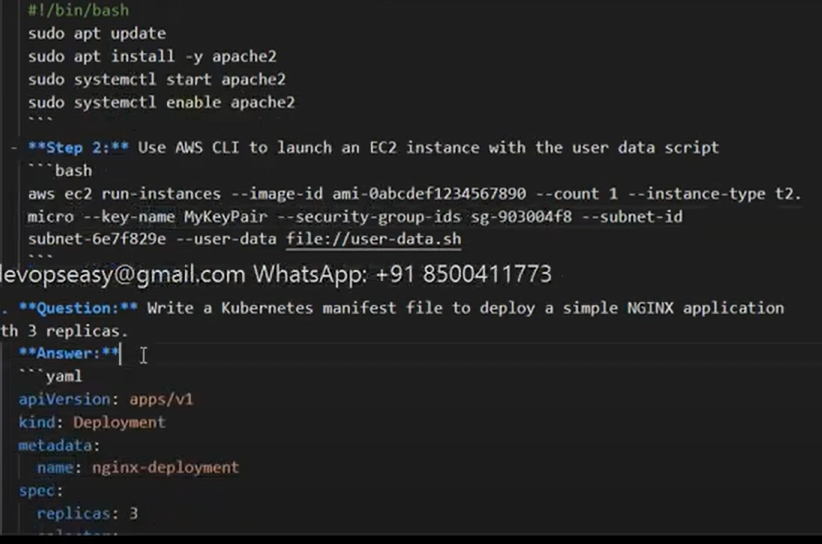 #!/bin/bash
sudo apt update
sudo apt install -y apache2
sudo systemctl start apache2
sudo systemctl enable apache2
```
- **Step 2:** Use AWS CLI to launch an EC2 instance with the user data script
```bash
aws ec2 run-instances --image-id ami-0abcdef1234567890 --count 1 --instance-type t2.
micro --key-name MyKeyPair --security-group-ids sg-903004f8 --subnet-id
subnet-6e7f829e --user-data file://user-data.sh
```
levopseasy@gmail.com WhatsApp: +91 8500411773
. **Question:** Write a Kubernetes manifest file to deploy a simple NGINX application
th 3 replicas.
**Answer:**
```yaml
apiVersion: apps/v1
kind: Deployment
metadata:
name: nginx-deployment
spec:
replicas: 3